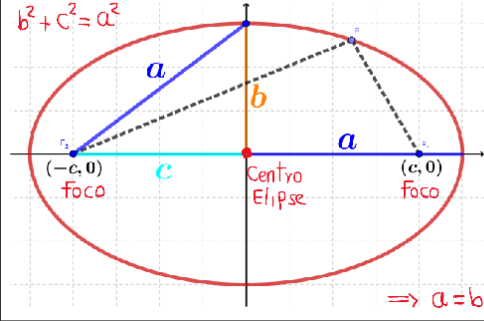 b² + c² = a²
a
b
a
(-c, 0)
c
(c, 0)
Foco
Centro
Elipse
Foco
⇒ a = b